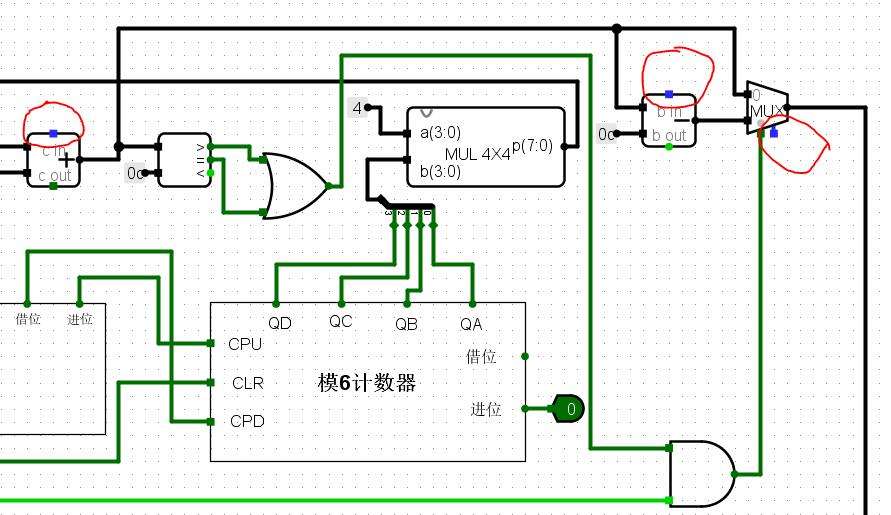 4
0
c in
b in
MUX
a(3:0)
0c
b out
+
>
=
<
MUL 4X4
p(7:0)
c out
0c
b(3:0)
3 2 1 0
借位
进位
QD
QC
QB
QA
CPU
借位
模6计数器
CLR
进位
0
CPD